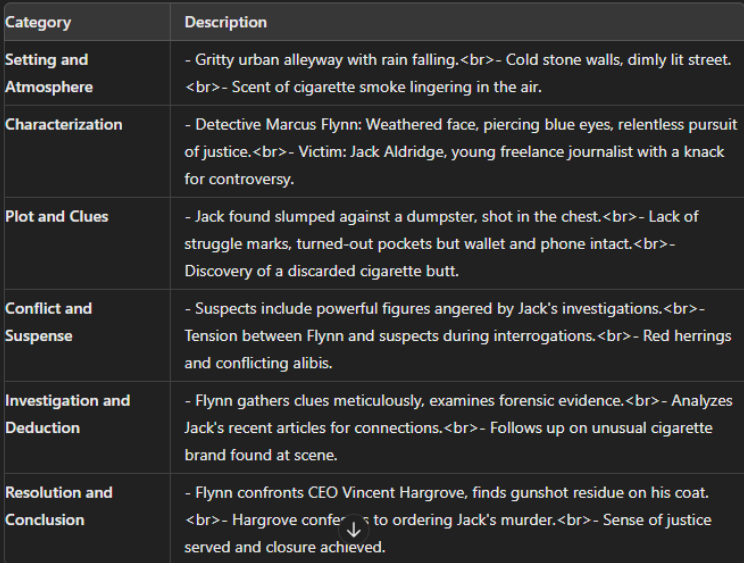 Category Description
Setting and Atmosphere
- Gritty urban alleyway with rain falling.<br>- Cold stone walls, dimly lit street.
<br>- Scent of cigarette smoke lingering in the air.
Characterization
- Detective Marcus Flynn: Weathered face, piercing blue eyes, relentless pursuit
of justice.<br>- Victim: Jack Aldridge, young freelance journalist with a knack
for controversy.
Plot and Clues
- Jack found slumped against a dumpster, shot in the chest.<br>- Lack of
struggle marks, turned-out pockets but wallet and phone intact.<br>-
Discovery of a discarded cigarette butt.
Conflict and
Suspense
- Suspects include powerful figures angered by Jack's investigations.<br>-
Tension between Flynn and suspects during interrogations.<br>- Red herrings
and conflicting alibis.
Investigation and
Deduction
- Flynn gathers clues meticulously, examines forensic evidence.<br>- Analyzes
Jack's recent articles for connections.<br>- Follows up on unusual cigarette
brand found at scene.
Resolution and
Conclusion
- Flynn confronts CEO Vincent Hargrove, finds gunshot residue on his coat.
<br>- Hargrove to ordering Jack's murder.<br>- Sense of justice
served and closure achieved.